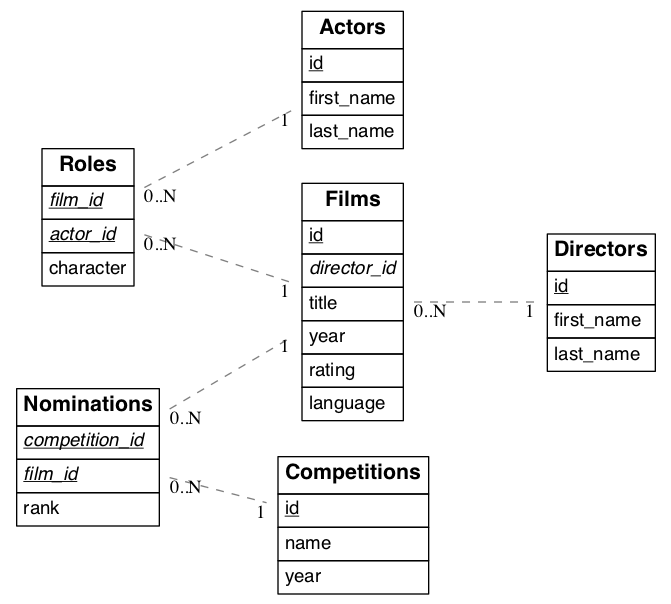 Actors
id
first_name
last_name
1
Roles
film_id
actor_id
character
0..N
0..N
Films
id
director_id
title
year
rating
language
1
1
0..N
1
Directors
id
first_name
last_name
Nominations
competition_id
film_id
rank
0..N
0..N
1
Competitions
id
name
year